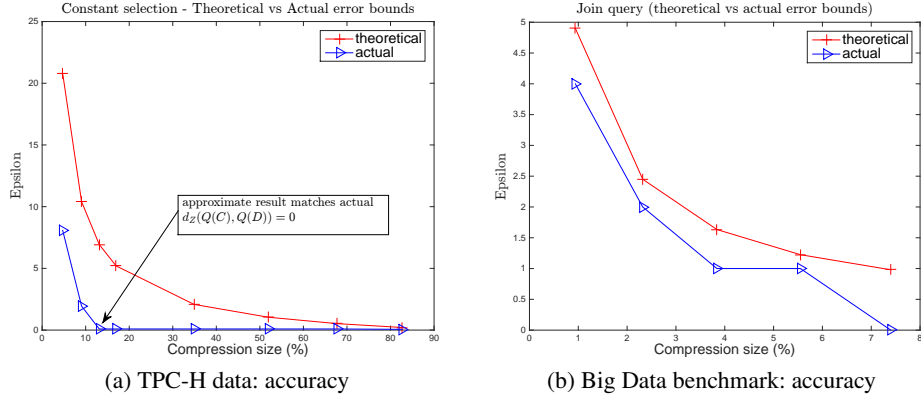 Constant selection - Theoretical vs Actual error bounds
25
20
15
10
5
0
Epsilon
theoretical
actual
approximate result matches actual
d_Z(Q(C), Q(D)) = 0
0 10 20 30 40 50 60 70 80 90
Compression size (%)
(a) TPC-H data: accuracy
Join query (theoretical vs actual error bounds)
5
4.5
4
3.5
3
2.5
2
1.5
1
0.5
0
Epsilon
theoretical
actual
0 1 2 3 4 5 6 7 8
Compression size (%)
(b) Big Data benchmark: accuracy